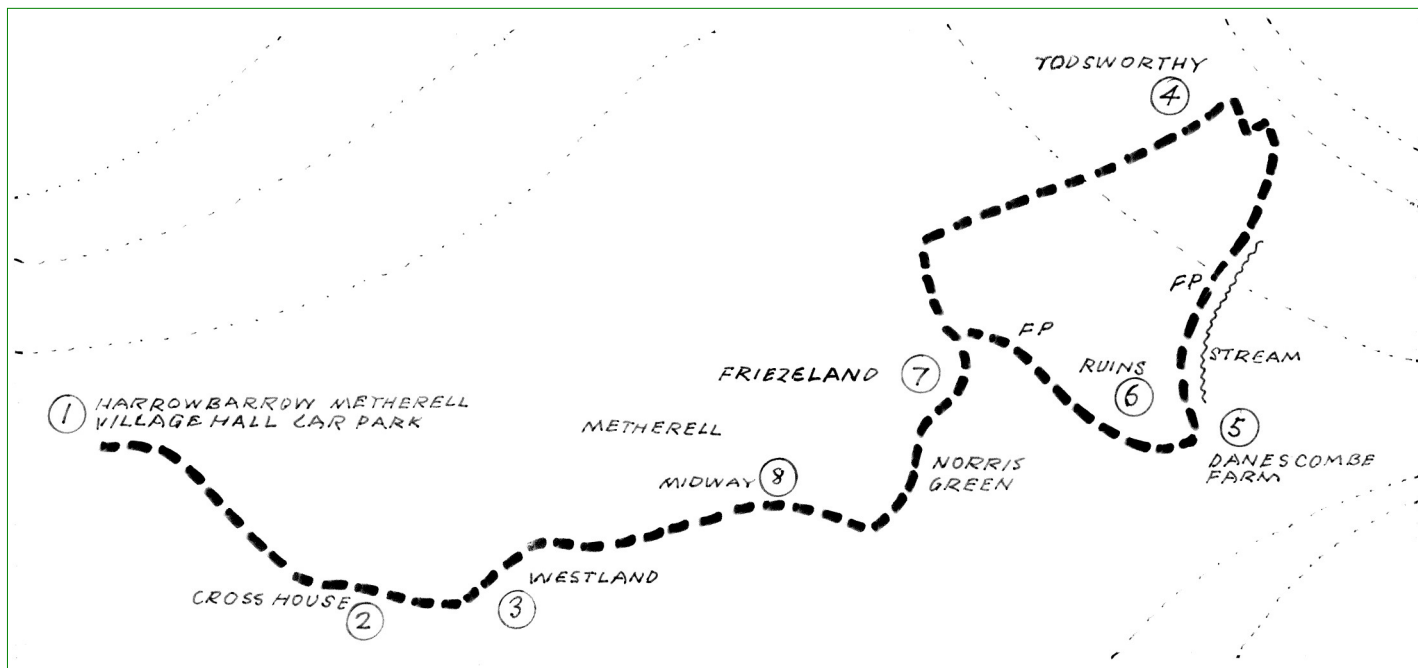 TODSWORTHY
4
FP
FP
STREAM
RUINS
6
FRIEZELAND 7
1 HARROWBARROW METHERELL
VILLAGE HALL CAR PARK
METHERELL
5
DANESCOMBE
FARM
NORRIS
GREEN
MIDWAY 8
WESTLAND
3
CROSS HOUSE
2